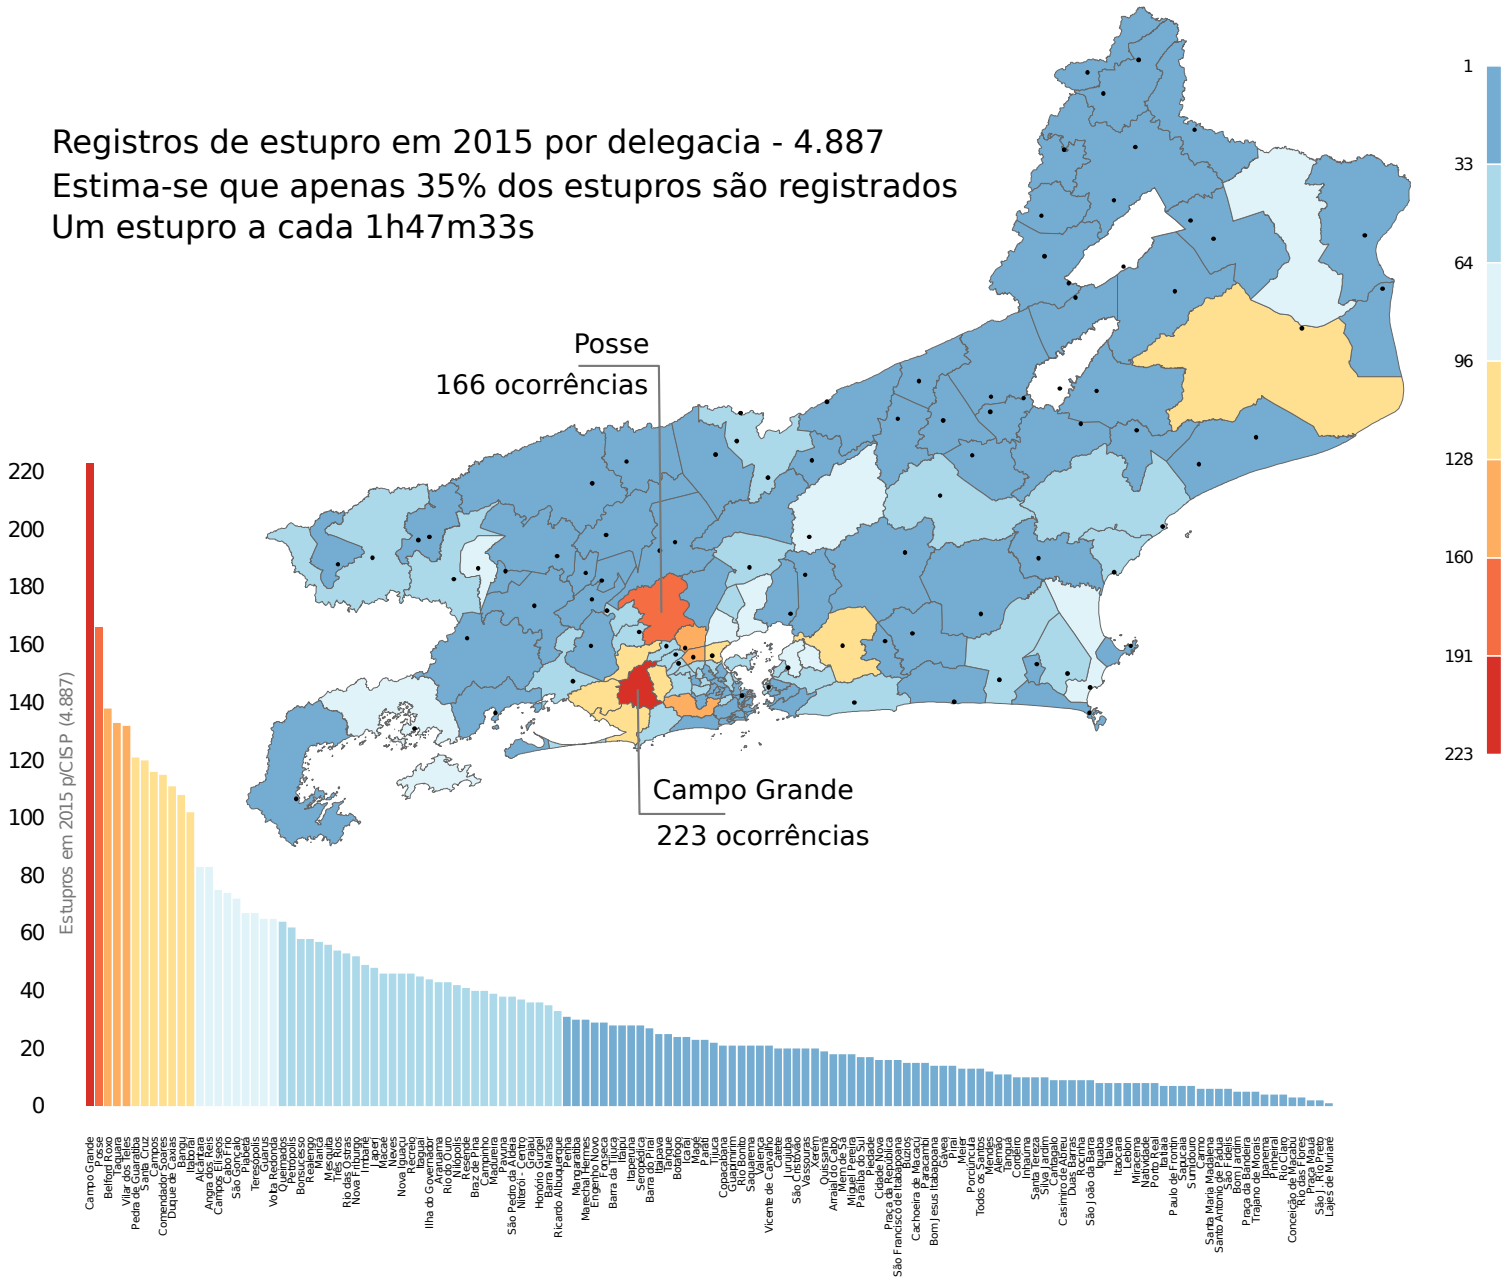 Registros de estupro em 2015 por delegacia - 4.887
Estima-se que apenas 35% dos estupros são registrados
Um estupro a cada 1h47m33s
1
33
64
96
128
160
191
223
Posse
166 ocorrências
Campo Grande
223 ocorrências
Estupros em 2015 p/CISP (4.887)
220
200
180
160
140
120
100
80
60
40
20
0
Campo Grande
Posse
Belford Roxo
Taquara
Vilar dos Teles
Pedra de Guaratiba
Santa Cruz
Campos
Comendador Soares
Duque de Caxias
Bangu
Itaboraí
Alcântara
Angra dos Reis
Campos Elíseos
Cabo Frio
São Gonçalo
Piabetá
Teresópolis
Guarus
Volta Redonda
Queimados
Petrópolis
Bonsucesso
Realengo
Maricá
Mesquita
Três Rios
Rio das Ostras
Nova Friburgo
Imbariê
Japeri
Macaé
Neves
Nova Iguaçu
Recreio
Itaguaí
Ilha do Governador
Araruama
Rio do Ouro
Nilópolis
Resende
Braz de Pina
Campinho
Madureira
Pavuna
São Pedro da Aldeia
Niterói - Centro
Grajaú
Honório Gurgel
Barra Mansa
Ricardo Albuquerque
Penha
Mangaratiba
Marechal Hermes
Engenho Novo
Fonseca
Barra da Tijuca
Itaipu
Itaperuna
Seropédica
Barra do Piraí
Itaipava
Tanque
Botafogo
Icaraí
Magé
Parati
Tijuca
Copacabana
Guapimirim
Rio Bonito
Saquarema
Valença
Vicente de Carvalho
Catete
Jurujuba
São Cristóvão
Vassouras
Xerém
Quissamã
Arraial do Cabo
Mem de Sá
Miguel Pereira
Paraíba do Sul
Piedade
Cidade Nova
Praça da República
São Francisco de Itabapoana
Búzios
Cachoeira de Macacu
Paracambi
Bom Jesus Itabapoana
Gávea
Piraí
Meier
Porciúncula
Todos os Santos
Mendes
Alemão
Tanguá
Cordeiro
Inhaúma
Santa Tereza
Silva Jardim
Cantagalo
Casimiro de Abreu
Duas Barras
Rocinha
São João da Barra
Iguaba
Italva
Itaocara
Leblon
Miracema
Natividade
Porto Real
Itatiaia
Paulo de Frontin
Sapucaia
Sumidouro
Carmo
Santa Maria Madalena
Santo Antonio de Pádua
São Fidelis
Bom Jardim
Praça da Bandeira
Trajano de Morais
Ipanema
Pinheiral
Rio Claro
Conceição de Macabú
Rio das Flores
Praça Mauá
São J. Rio Preto
Lajes de Muriaré